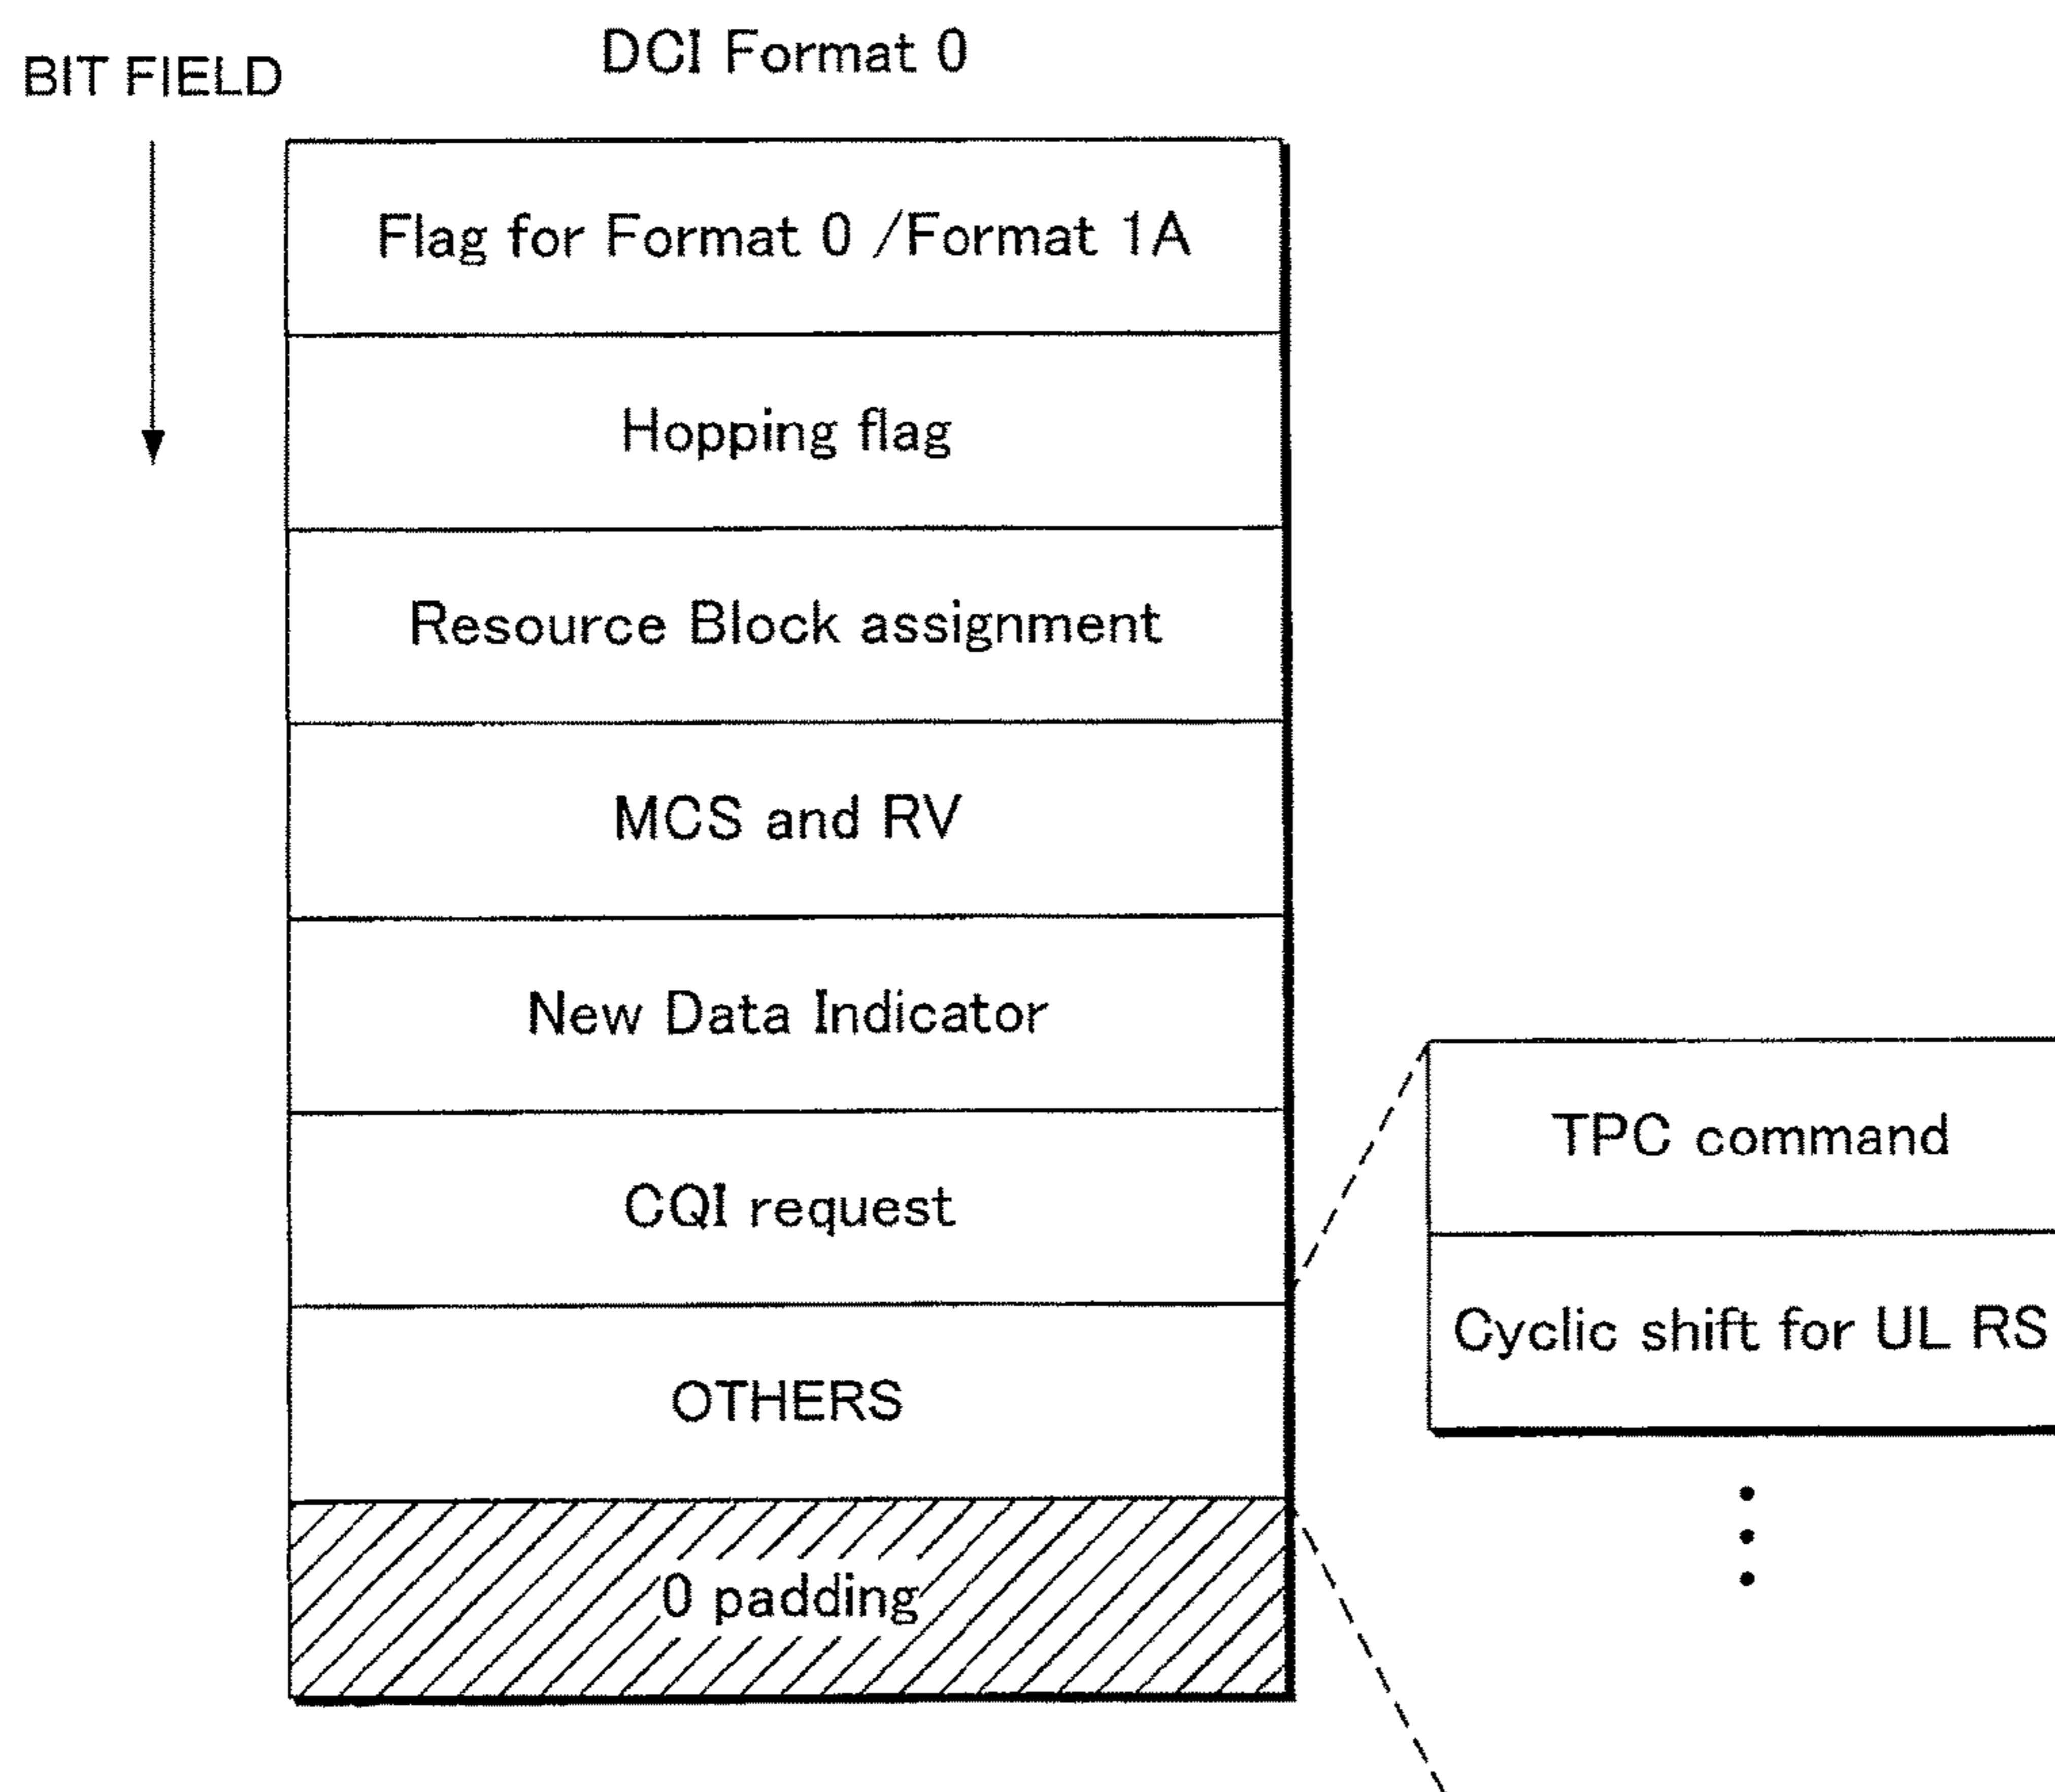 DCI Format 0
BIT FIELD
Flag for Format 0 /Format 1A
Hopping flag
Resource Block assignment
MCS and RV
New Data Indicator
CQI request
OTHERS
0 padding
TPC command
Cyclic shift for UL RS